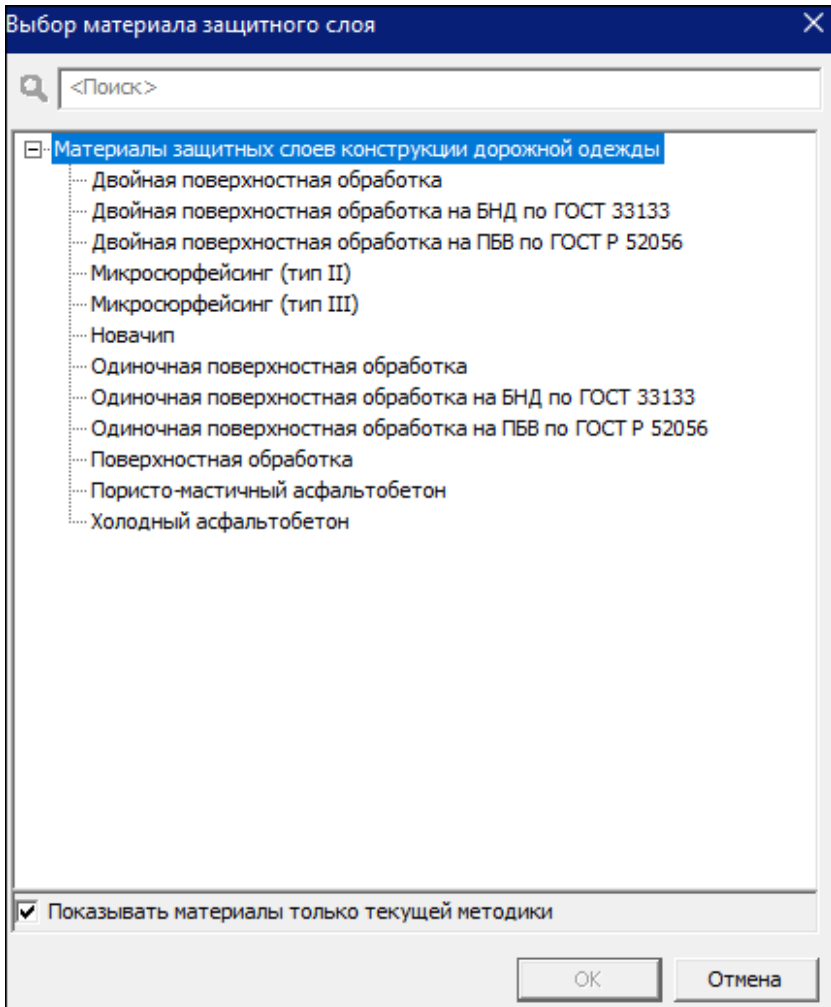 Выбор материала защитного слоя
<Поиск>
Материалы защитных слоев конструкции дорожной одежды
Двойная поверхностная обработка
Двойная поверхностная обработка на БНД по ГОСТ 33133
Двойная поверхностная обработка на ПБВ по ГОСТ Р 52056
Микросюрфейсинг (тип II)
Микросюрфейсинг (тип III)
Новачип
Одиночная поверхностная обработка
Одиночная поверхностная обработка на БНД по ГОСТ 33133
Одиночная поверхностная обработка на ПБВ по ГОСТ Р 52056
Поверхностная обработка
Пористо-мастичный асфальтобетон
Холодный асфальтобетон
Показывать материалы только текущей методики
ОК
Отмена